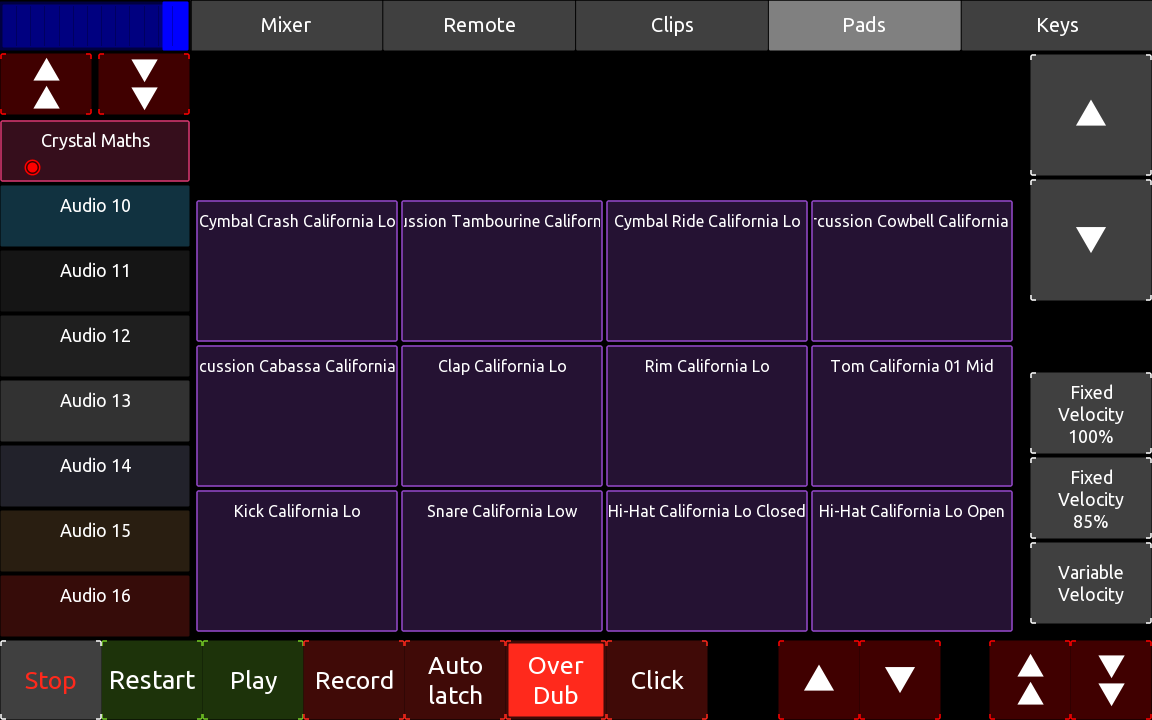 Mixer
Remote
Clips
Pads
Keys
Crystal Maths
Audio 10
Audio 11
Audio 12
Audio 13
Audio 14
Audio 15
Audio 16
Cymbal Crash California Lo
ussion Tambourine Californ
Cymbal Ride California Lo
rcussion Cowbell California
cussion Cabassa California
Clap California Lo
Rim California Lo
Tom California 01 Mid
Kick California Lo
Snare California Low
Hi-Hat California Lo Closed
Hi-Hat California Lo Open
Fixed
Velocity
100%
Fixed
Velocity
85%
Variable
Velocity
Stop
Restart
Play
Record
Auto
latch
Over
Dub
Click